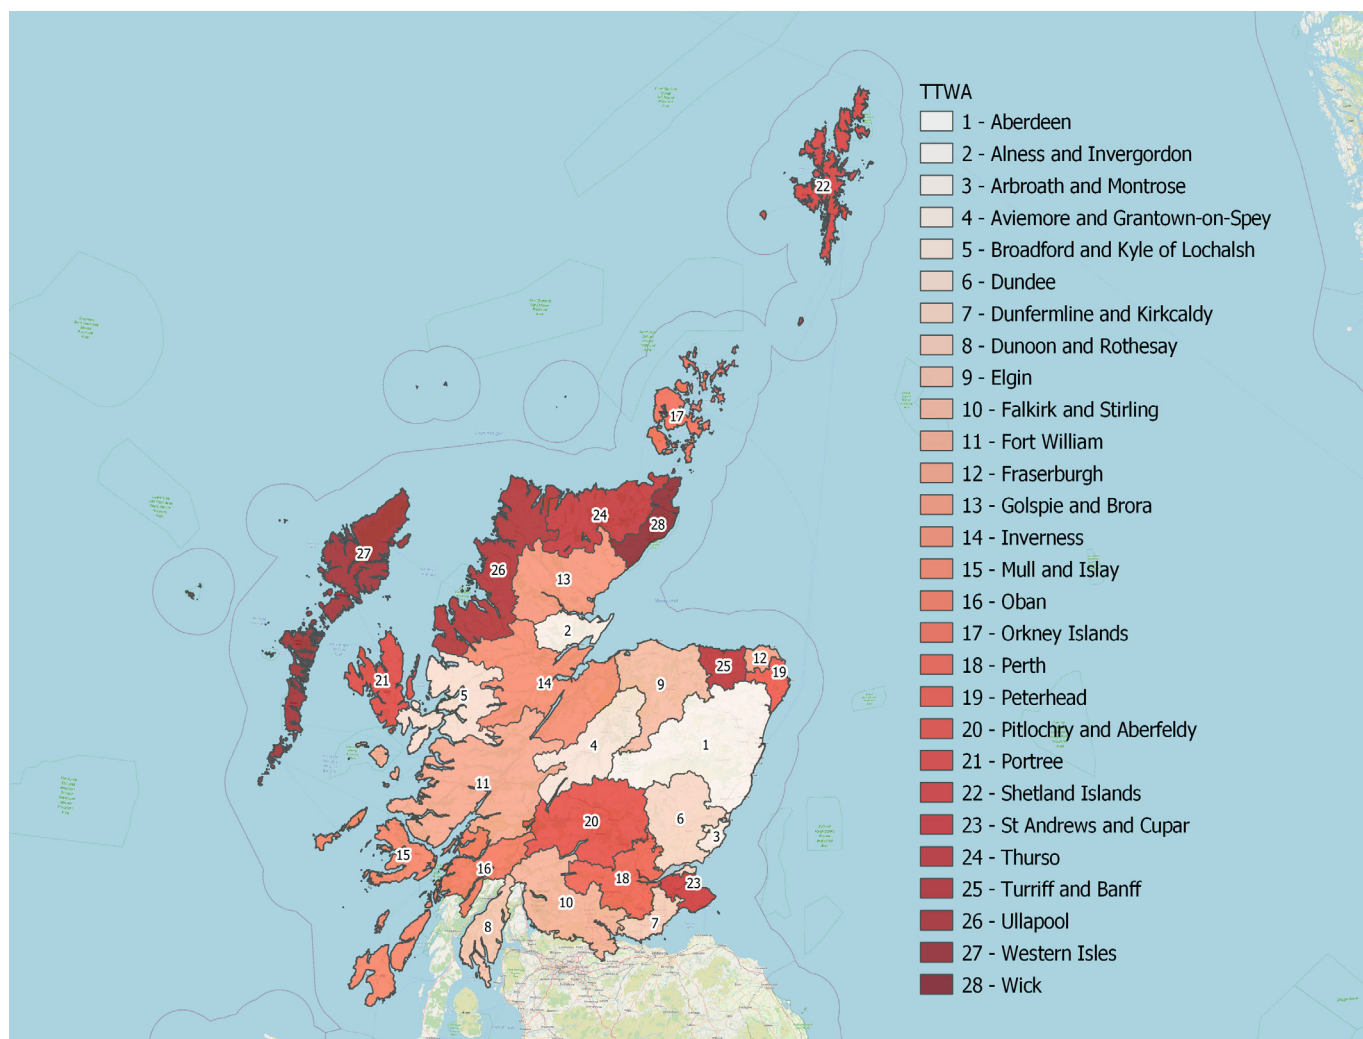 TTWA
1 - Aberdeen
2 - Alness and Invergordon
3 - Arbroath and Montrose
4 - Aviemore and Grantown-on-Spey
5 - Broadford and Kyle of Lochalsh
6 - Dundee
7 - Dunfermline and Kirkcaldy
8 - Dunoon and Rothesay
9 - Elgin
10 - Falkirk and Stirling
11 - Fort William
12 - Fraserburgh
13 - Golspie and Brora
14 - Inverness
15 - Mull and Islay
16 - Oban
17 - Orkney Islands
18 - Perth
19 - Peterhead
20 - Pitlochry and Aberfeldy
21 - Portree
22 - Shetland Islands
23 - St Andrews and Cupar
24 - Thurso
25 - Turriff and Banff
26 - Ullapool
27 - Western Isles
28 - Wick
22
17
24
28
27
26
13
2
25
12
19
21
5
14
9
4
1
11
20
6
3
15
16
18
23
10
8
7